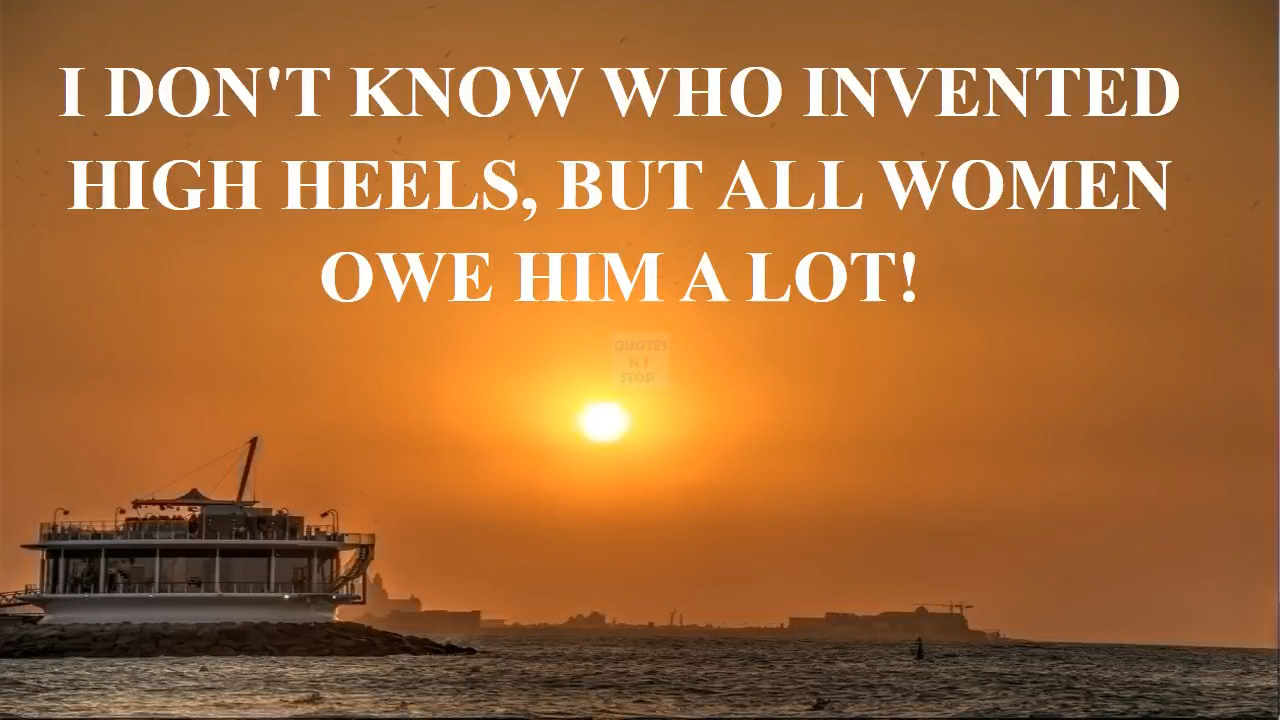 I DON'T KNOW WHO INVENTED
HIGH HEELS, BUT ALL WOMEN
OWE HIM A LOT!
QUOTES
N I
STOP